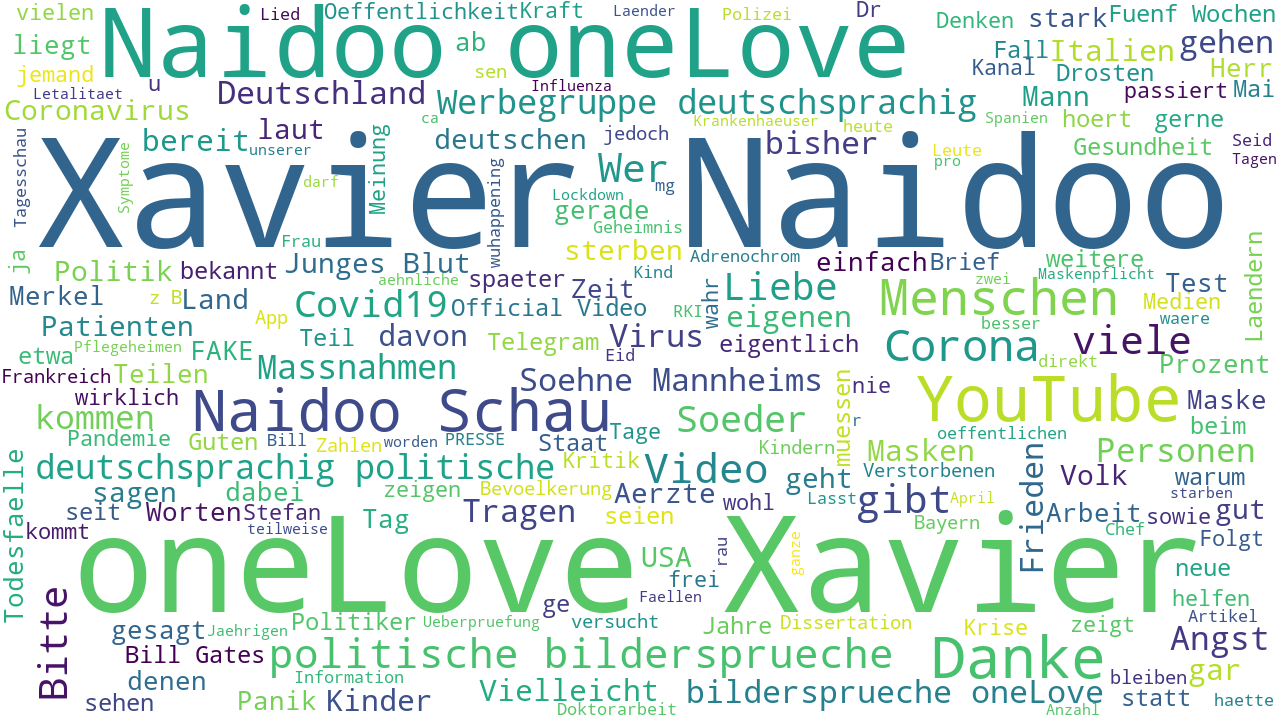 vielen
Lied
Oeffentlichkeit
Kraft
Laender
Polizei
Dr
Denken
stark
Fuenf Wochen
liegt
Naidoo oneLove
ab
Fall
Italien
gehen
jemand
sen
Kanal
Drosten
Herr
Letalitaet
u
Deutschland
Influenza
Werbegruppe deutschsprachig
Mann
passiert
Mai
Coronavirus
ca
Krankenhaeuser
heute
Spanien
hoert
gerne
Tagesschau
bereit
laut
Meinung
deutschen
jedoch
bisher
Gesundheit
Seid
Tagen
unserer
Symptome
Xavier Naidoo
Wer
Leute
pro
darf
wuhappening
mg
Lockdown
gerade
Geheimnis
Frau
sterben
Adrenochrom
einfach
Brief
weitere
Laendern
ja
Politik
bekannt
Junges Blut
aehnliche
spaeter
Zeit
Kind
wahr
Liebe
zwei
Maskenpflicht
Test
Merkel
z B
Land
Covid19
Official Video
RKI
eigenen
Menschen
Medien
waere
Patienten
App
Teil
davon
Telegram
Virus
eigentlich
besser
Corona
viele
etwa
Pflegeheimen
FAKE
Massnahmen
Eid
direkt
Prozent
Frankreich
Teilen
Soehne Mannheims
muessen
nie
YouTube
wirklich
Naidoo Schau
r
Maske
kommen
Soeder
beim
Pandemie
Guten
Bill
Zahlen
worden
PRESSE
Staat
Tage
Kindern
oeffentlichen
Masken
Personen
Todesfaelle
deutschsprachig politische
Kritik
Video
geht
Verstorbenen
Frieden
Volk
warum
sagen
dabei
zeigen
Bevoelkerung
Aerzte
wohl
Lasst
gibt
April
starben
seit
Worten
Stefan
Tag
Tragen
seien
Bayern
Arbeit
sowie
gut
kommt
teilweise
Chef
Folgt
oneLove Xavier
USA
rau
ganze
frei
neue
Bitte
ge
Faellen
helfen
gesagt
Jaehrigen
Politiker
Ueberpruefung
versucht
Jahre
Dissertation
Krise
zeigt
Artikel
Angst
Bill Gates
politische bildersprueche
Danke
denen
Information
bleiben
gar
sehen
Panik
Kinder
Vielleicht
Doktorarbeit
bildersprueche oneLove
Anzahl
statt
haette